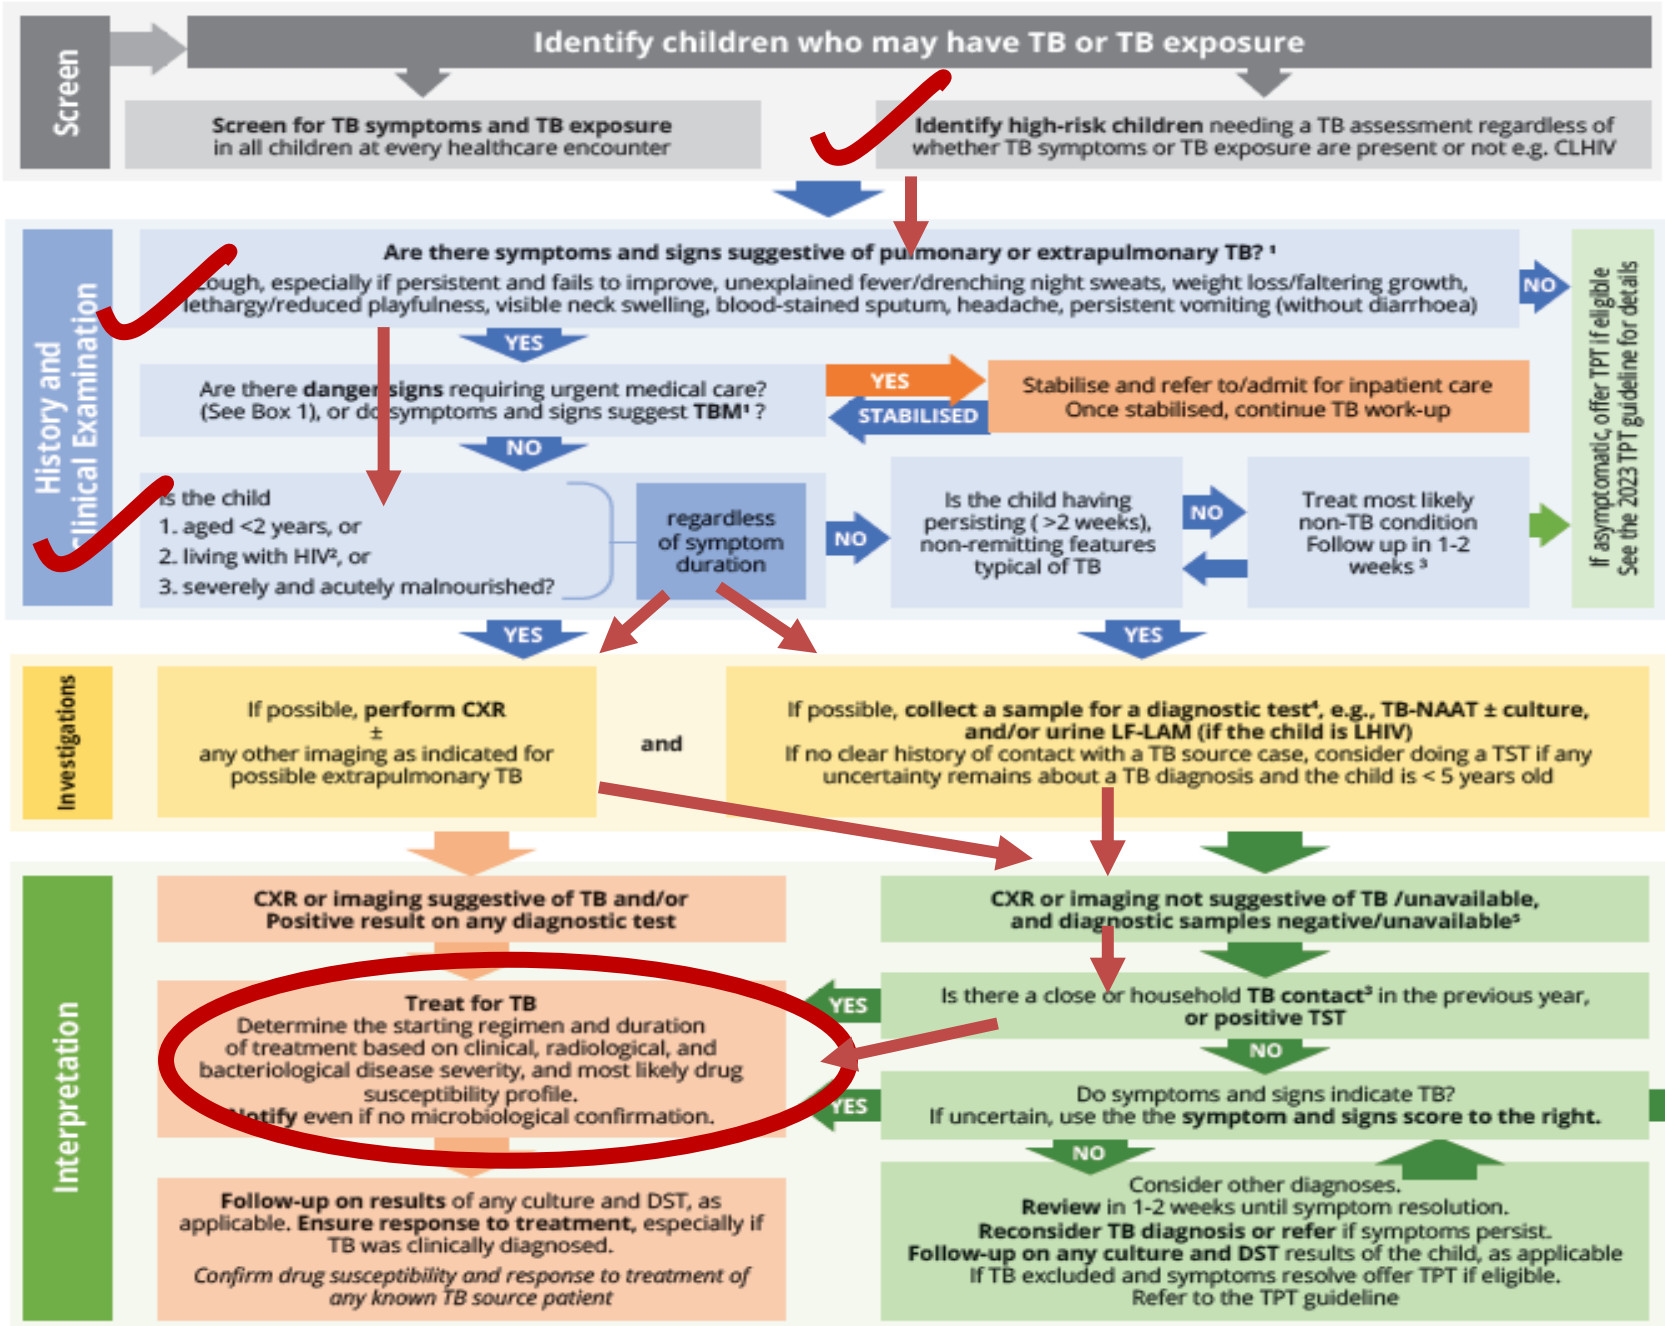 Screen
Identify children who may have TB or TB exposure
Screen for TB symptoms and TB exposure
in all children at every healthcare encounter
Identify high-risk children needing a TB assessment regardless of
whether TB symptoms or TB exposure are present or not e.g. CLHIV
History and
Clinical Examination
Are there symptoms and signs suggestive of pulmonary or extrapulmonary TB? ¹
Cough, especially if persistent and fails to improve, unexplained fever/drenching night sweats, weight loss/faltering growth,
lethargy/reduced playfulness, visible neck swelling, blood-stained sputum, headache, persistent vomiting (without diarrhoea)
NO
If asymptomatic, offer TPT if eligible
See the 2023 TPT guideline for details
YES
Are there danger signs requiring urgent medical care?
(See Box 1), or do symptoms and signs suggest TBM¹ ?
YES
STABILISED
Stabilise and refer to/admit for inpatient care
Once stabilised, continue TB work-up
NO
Is the child
1. aged <2 years, or
2. living with HIV², or
3. severely and acutely malnourished?
regardless
of symptom
duration
NO
Is the child having
persisting ( >2 weeks),
non-remitting features
typical of TB
NO
Treat most likely
non-TB condition
Follow up in 1-2
weeks ³
YES
YES
Investigations
If possible, perform CXR
±
any other imaging as indicated for
possible extrapulmonary TB
and
If possible, collect a sample for a diagnostic test⁴, e.g., TB-NAAT ± culture,
and/or urine LF-LAM (if the child is LHIV)
If no clear history of contact with a TB source case, consider doing a TST if any
uncertainty remains about a TB diagnosis and the child is < 5 years old
Interpretation
CXR or imaging suggestive of TB and/or
Positive result on any diagnostic test
CXR or imaging not suggestive of TB /unavailable,
and diagnostic samples negative/unavailable⁵
Treat for TB
Determine the starting regimen and duration
of treatment based on clinical, radiological, and
bacteriological disease severity, and most likely drug
susceptibility profile.
Notify even if no microbiological confirmation.
YES
Is there a close or household TB contact³ in the previous year,
or positive TST
NO
YES
Do symptoms and signs indicate TB?
If uncertain, use the the symptom and signs score to the right.
NO
Follow-up on results of any culture and DST, as
applicable. Ensure response to treatment, especially if
TB was clinically diagnosed.
Confirm drug susceptibility and response to treatment of
any known TB source patient
Consider other diagnoses.
Review in 1-2 weeks until symptom resolution.
Reconsider TB diagnosis or refer if symptoms persist.
Follow-up on any culture and DST results of the child, as applicable
If TB excluded and symptoms resolve offer TPT if eligible.
Refer to the TPT guideline